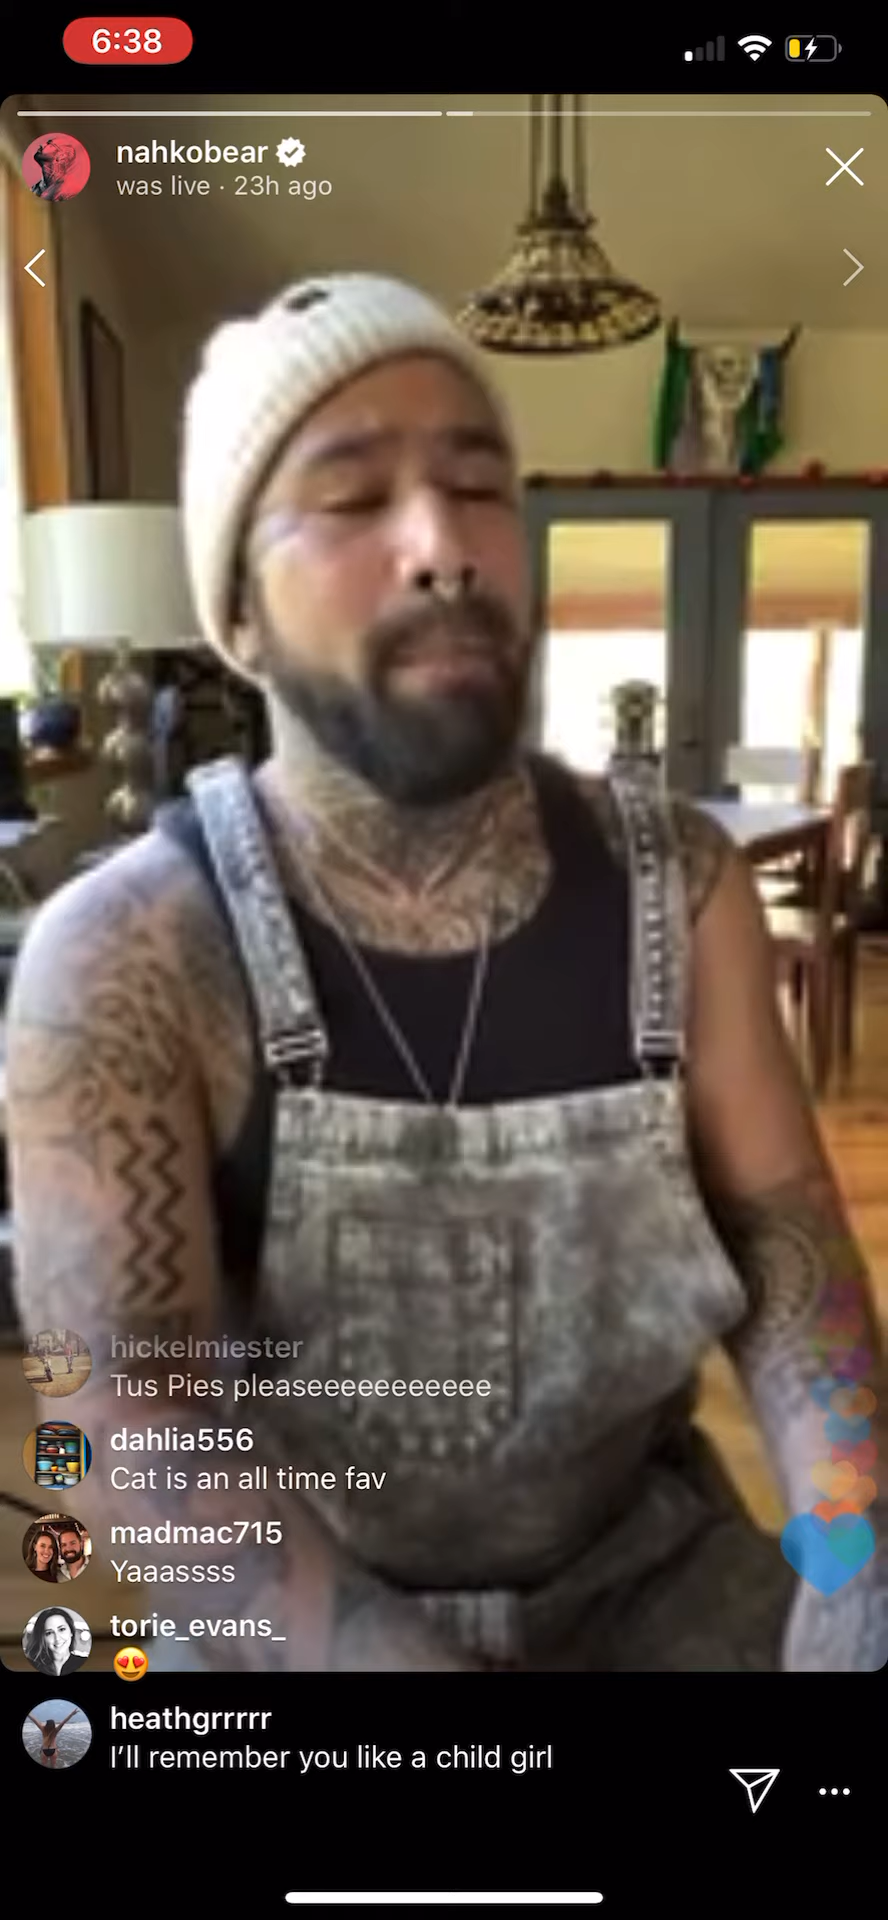 6:38
nahkobear
was live · 23h ago
hickelmiester
Tus Pies pleaseeeeeeeeeee
dahlia556
Cat is an all time fav
madmac715
Yaaassss
torie_evans_
😍
heathgrrrrr
I'll remember you like a child girl